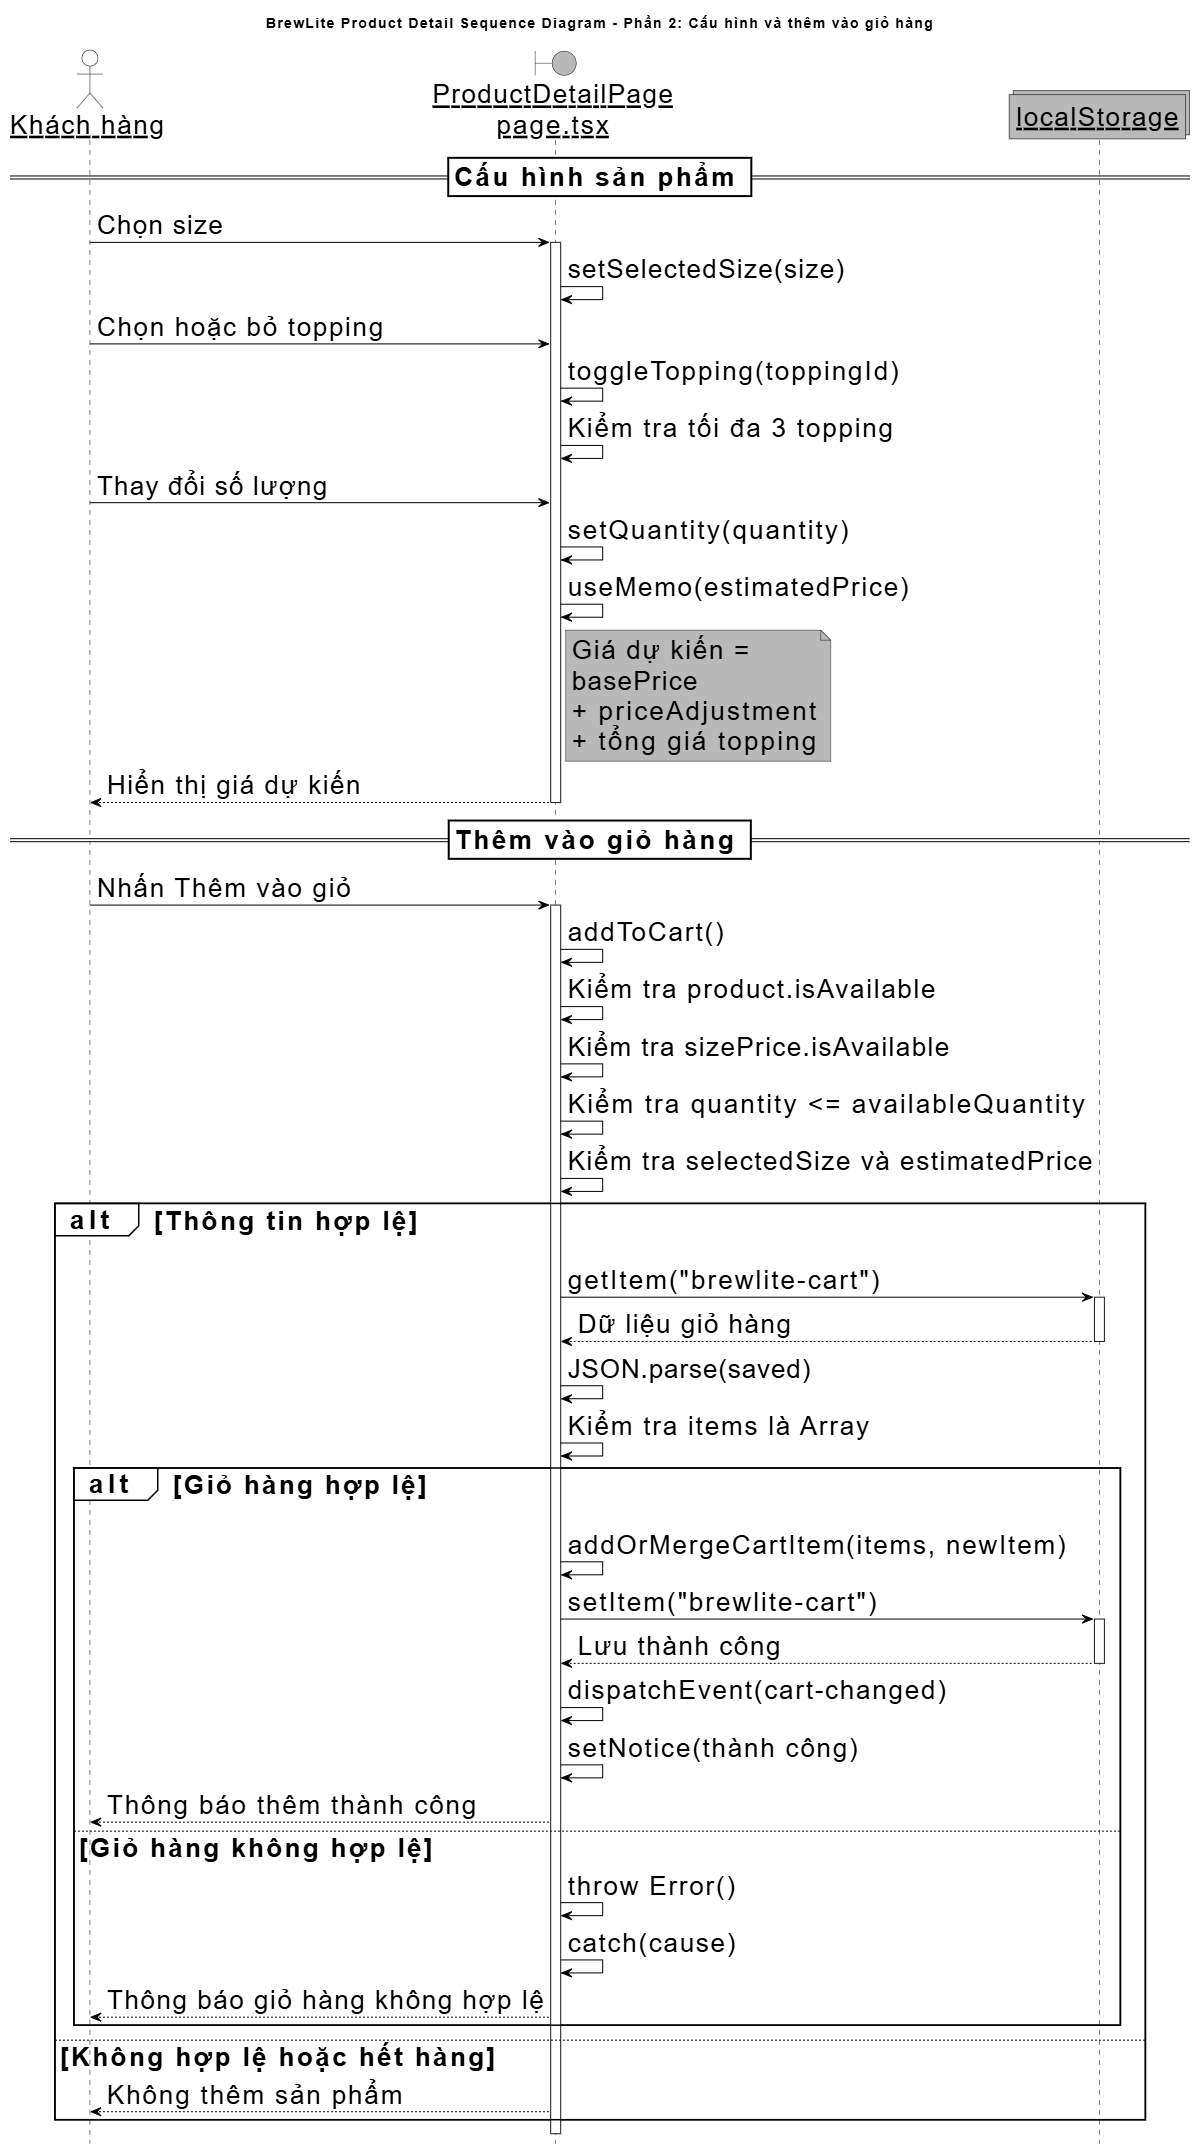 BrewLite Product Detail Sequence Diagram - Phần 2: Cấu hình và thêm vào giỏ hàng
Khách hàng
ProductDetailPage
page.tsx
localStorage
Cấu hình sản phẩm
Chọn size
setSelectedSize(size)
Chọn hoặc bỏ topping
toggleTopping(toppingId)
Kiểm tra tối đa 3 topping
Thay đổi số lượng
setQuantity(quantity)
useMemo(estimatedPrice)
Giá dự kiến =
basePrice
+ priceAdjustment
+ tổng giá topping
Hiển thị giá dự kiến
Thêm vào giỏ hàng
Nhấn Thêm vào giỏ
addToCart()
Kiểm tra product.isAvailable
Kiểm tra sizePrice.isAvailable
Kiểm tra quantity <= availableQuantity
Kiểm tra selectedSize và estimatedPrice
alt [Thông tin hợp lệ]
getItem("brewlite-cart")
Dữ liệu giỏ hàng
JSON.parse(saved)
Kiểm tra items là Array
alt [Giỏ hàng hợp lệ]
addOrMergeCartItem(items, newItem)
setItem("brewlite-cart")
Lưu thành công
dispatchEvent(cart-changed)
setNotice(thành công)
Thông báo thêm thành công
[Giỏ hàng không hợp lệ]
throw Error()
catch(cause)
Thông báo giỏ hàng không hợp lệ
[Không hợp lệ hoặc hết hàng]
Không thêm sản phẩm